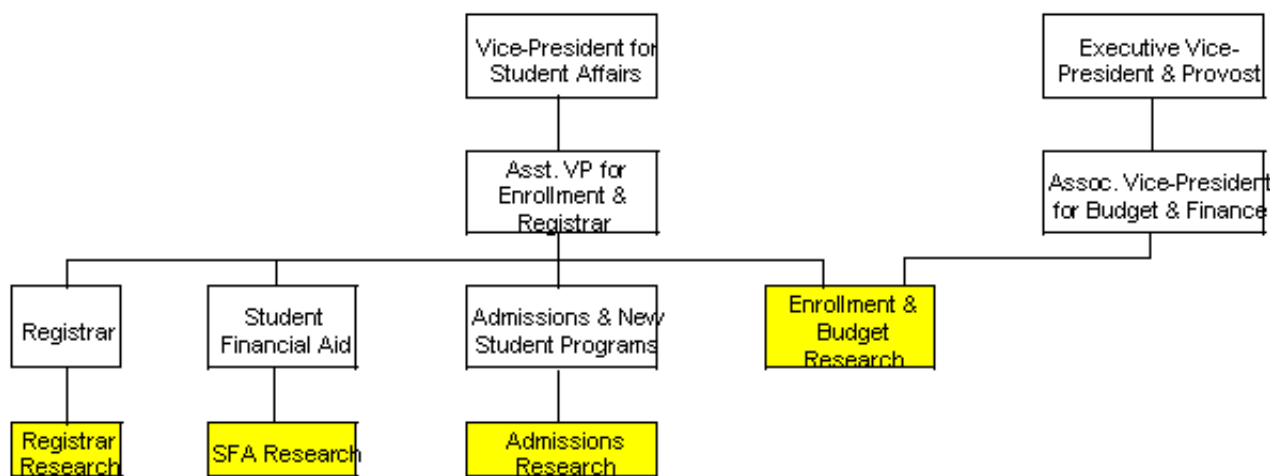 Vice-President for
Student Affairs
Executive Vice-
President & Provost
Asst. VP for
Enrollment &
Registrar
Assoc. Vice-President
for Budget & Finance
Registrar
Student
Financial Aid
Admissions & New
Student Programs
Enrollment &
Budget
Research
Registrar
Research
SFA Research
Admissions
Research